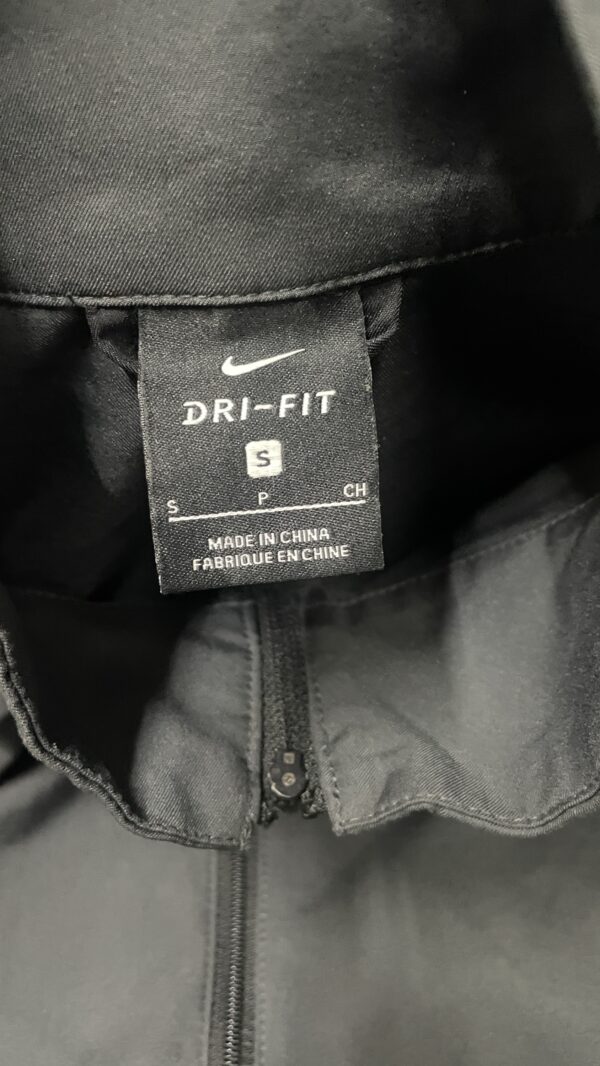 DRI-FIT
S
S P CH
MADE IN CHINA
FABRIQUE EN CHINE